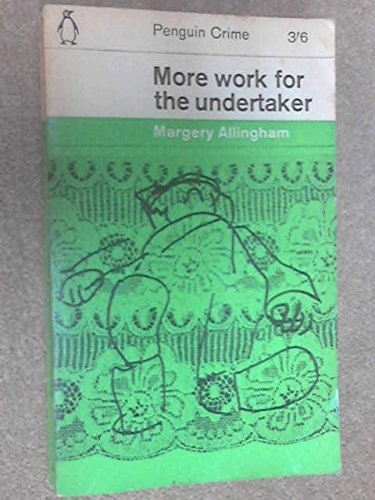 Penguin Crime 3'6
More work for
the undertaker
Margery Allingham